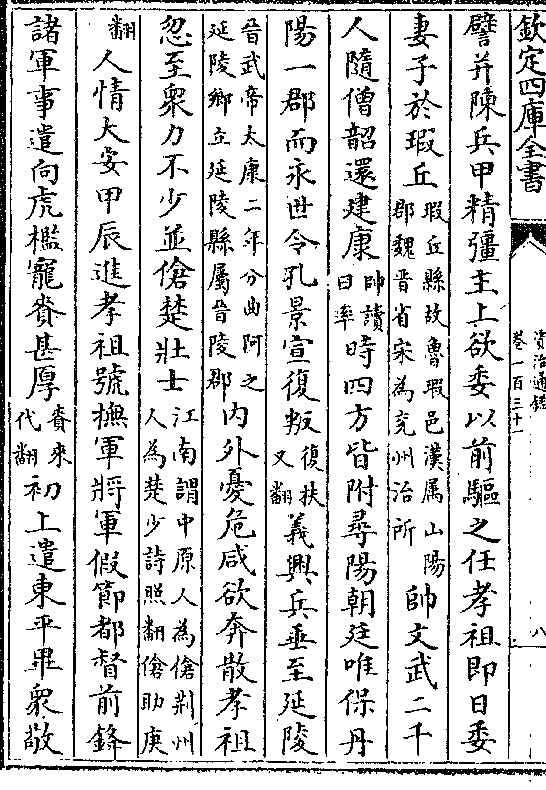 欽定四庫全書
資治通鑑
卷一百三十一
八
譬并陳兵甲精彊主上欲委以前驅之任孝祖即日委
妻子於瑕丘瑕丘縣故魯瑕邑漢屬山陽郡魏晉省宋為兖州治所帥文武二千
人隨僧韶還建康帥讀曰率時四方皆附尋陽朝廷唯保丹
陽一郡而永世令孔景宣復叛復扶又翻義興兵垂至延陵
晉武帝太康二年分曲阿之延陵鄉立延陵縣屬晉陵郡内外憂危咸欲奔散孝祖
忽至衆力不少並傖楚壯士江南謂中原人為傖荆州人為楚少詩照翻傖助庚
翻人情大安甲辰進孝祖號撫軍將軍假節都督前鋒
諸軍事遣向虎檻寵賚甚厚賚來代翻初上遣東平畢衆敬